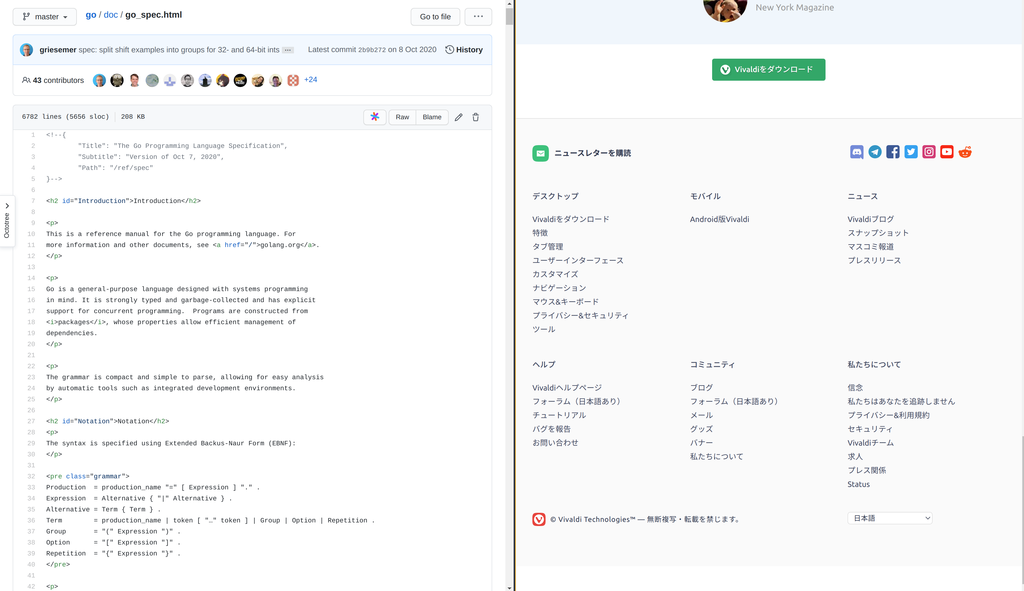 master
go / doc / go_spec.html
Go to file
griesemer spec: split shift examples into groups for 32- and 64-bit ints
Latest commit 2b9b272 on 8 Oct 2020
History
43 contributors
+24
6782 lines (5656 sloc)
208 KB
Raw
Blame
Octotree
1 <!--{
2 "Title": "The Go Programming Language Specification",
3 "Subtitle": "Version of Oct 7, 2020",
4 "Path": "/ref/spec"
5 }-->
6
7 <h2 id="Introduction">Introduction</h2>
8
9 <p>
10 This is a reference manual for the Go programming language. For
11 more information and other documents, see <a href="/">golang.org</a>.
12 </p>
13
14 <p>
15 Go is a general-purpose language designed with systems programming
16 in mind. It is strongly typed and garbage-collected and has explicit
17 support for concurrent programming.  Programs are constructed from
18 <i>packages</i>, whose properties allow efficient management of
19 dependencies.
20 </p>
21
22 <p>
23 The grammar is compact and simple to parse, allowing for easy analysis
24 by automatic tools such as integrated development environments.
25 </p>
26
27 <h2 id="Notation">Notation</h2>
28 <p>
29 The syntax is specified using Extended Backus-Naur Form (EBNF):
30 </p>
31
32 <pre class="grammar">
33 Production  = production_name "=" [ Expression ] "." .
34 Expression  = Alternative { "|" Alternative } .
35 Alternative = Term { Term } .
36 Term        = production_name | token [ "…" token ] | Group | Option | Repetition .
37 Group       = "(" Expression ")" .
38 Option      = "[" Expression "]" .
39 Repetition  = "{" Expression "}" .
40 </pre>
41
42 <p>
New York Magazine
Vivaldiをダウンロード
ニュースレターを購読
デスクトップ
Vivaldiをダウンロード
特徴
タブ管理
ユーザーインターフェース
カスタマイズ
ナビゲーション
マウス&キーボード
プライバシー&セキュリティ
ツール
モバイル
Android版Vivaldi
ニュース
Vivaldiブログ
スナップショット
マスコミ報道
プレスリリース
ヘルプ
Vivaldiヘルプページ
フォーラム（日本語あり）
チュートリアル
バグを報告
お問い合わせ
コミュニティ
ブログ
フォーラム（日本語あり）
メール
グッズ
バナー
私たちについて
私たちについて
信念
私たちはあなたを追跡しません
プライバシー&利用規約
セキュリティ
Vivaldiチーム
求人
プレス関係
Status
© Vivaldi Technologies™ — 無断複写・転載を禁じます。
日本語